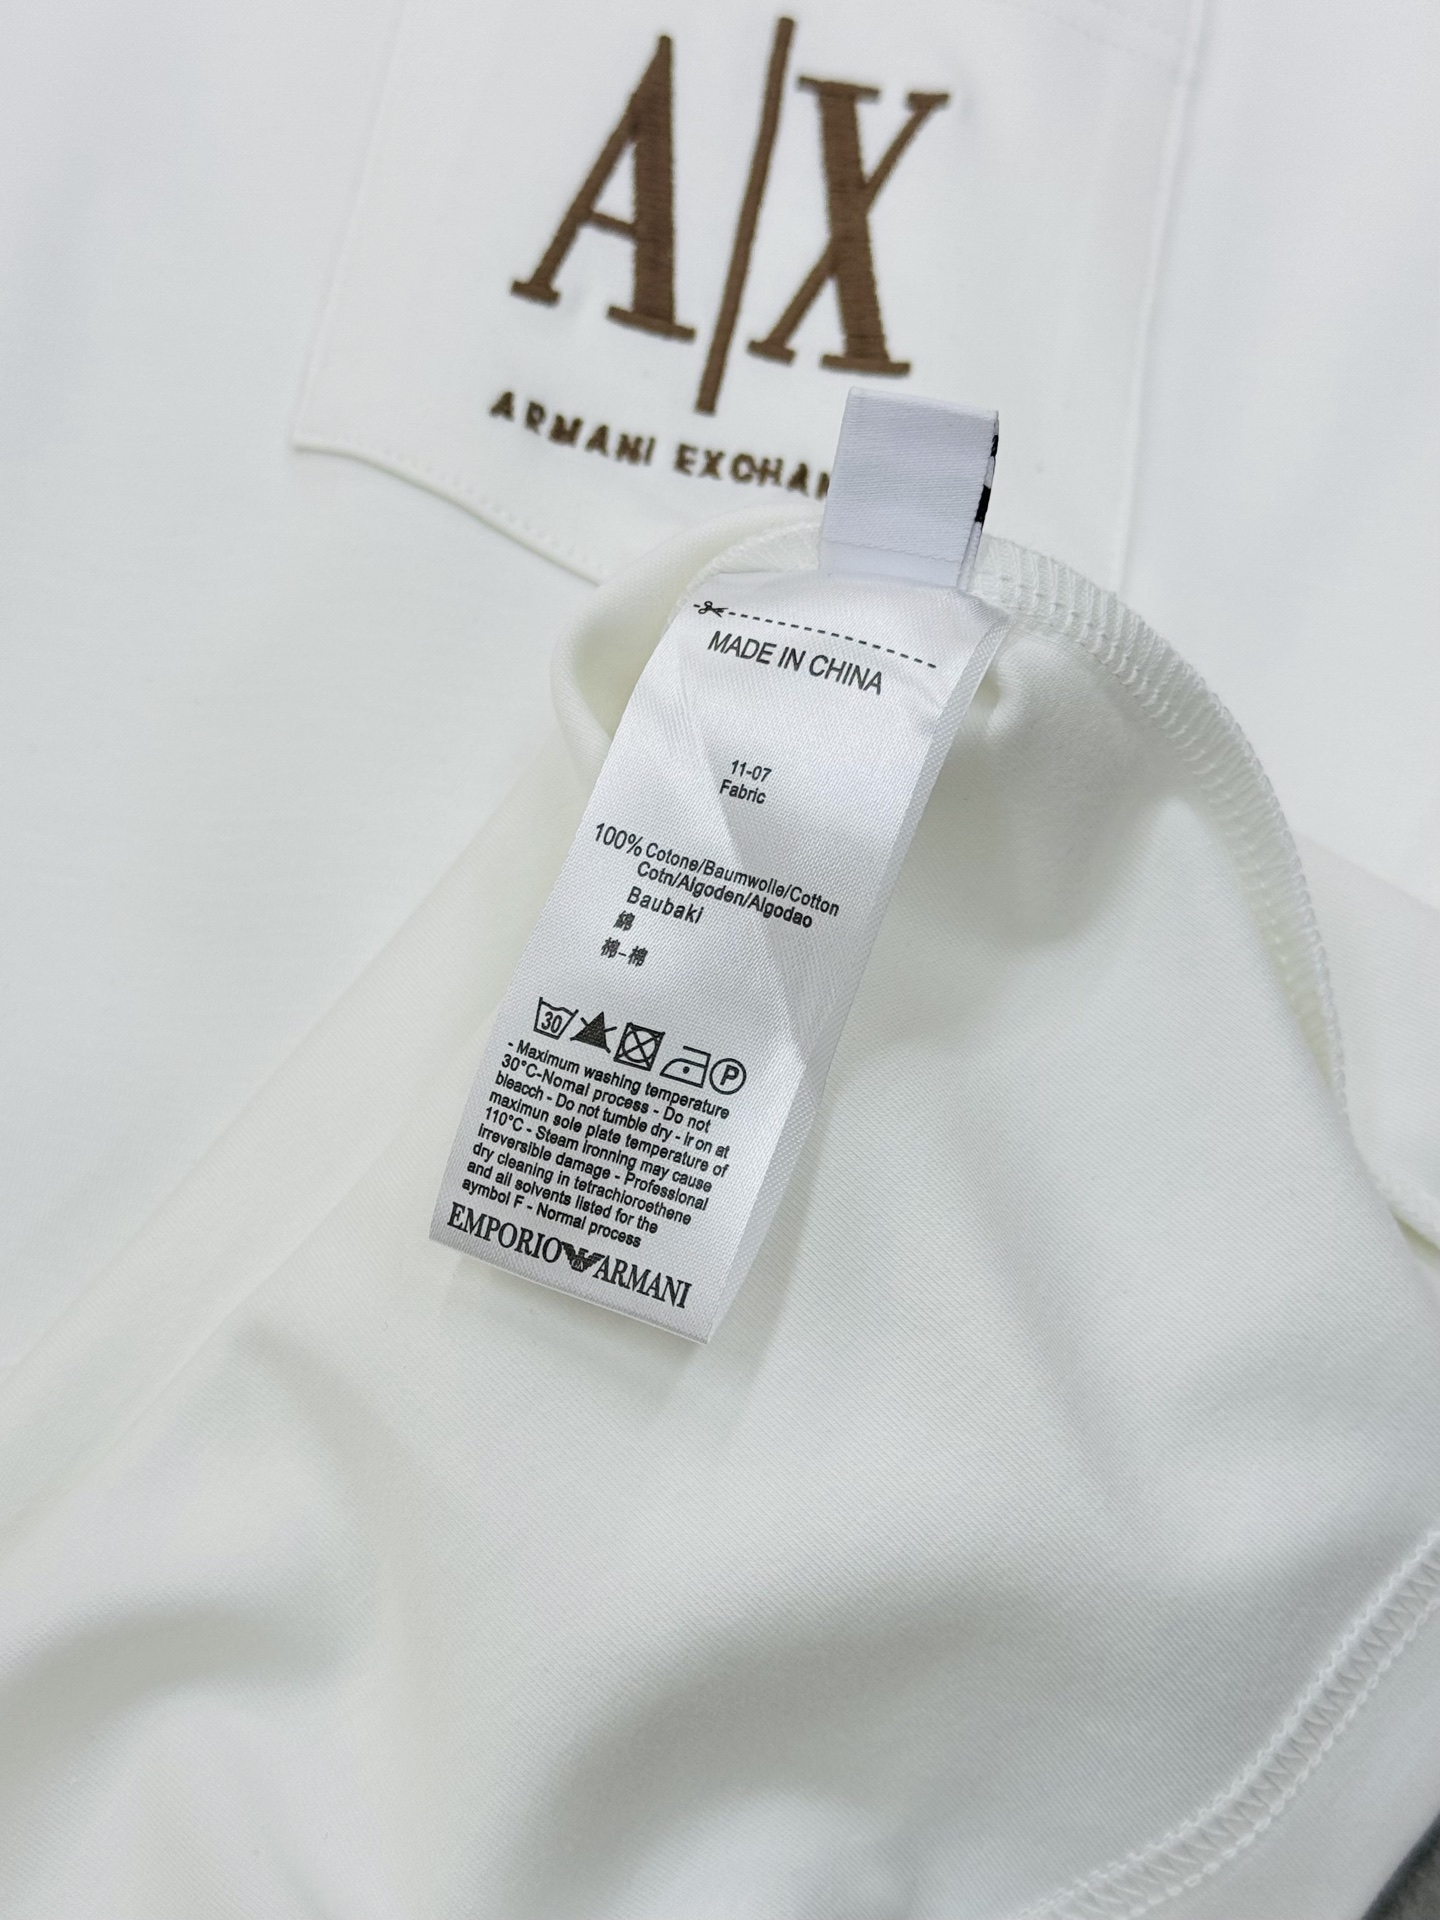 A|X
ARMANI EXCHAN
MADE IN CHINA
11-07
Fabric
100% Cotone/Baumwolle/Cotton
Cotn/Algoden/Algodao
Baubaki
綿
棉-棉
30
P
- Maximum washing temperature
30°C-Nomal process - Do not
bleacch - Do not tumble dry - ir on at
maximun sole plate temperature of
110°C - Steam ironning may cause
irreversible damage - Professional
dry cleaning in tetrachloroethene
and all solvents listed for the
aymbol F - Normal process
EMPORIO ARMANI